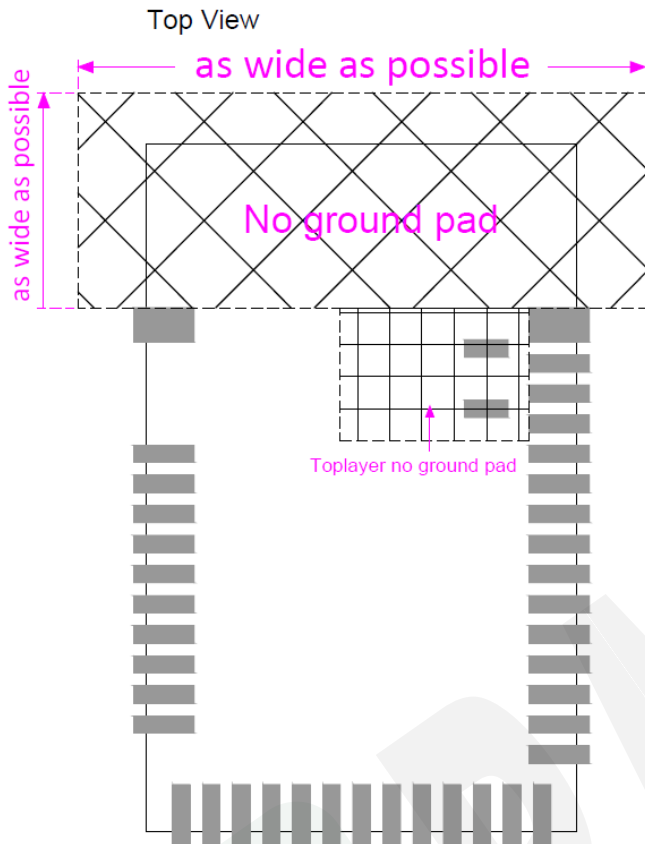 Top View
as wide as possible
as wide as possible
No ground pad
Toplayer no ground pad